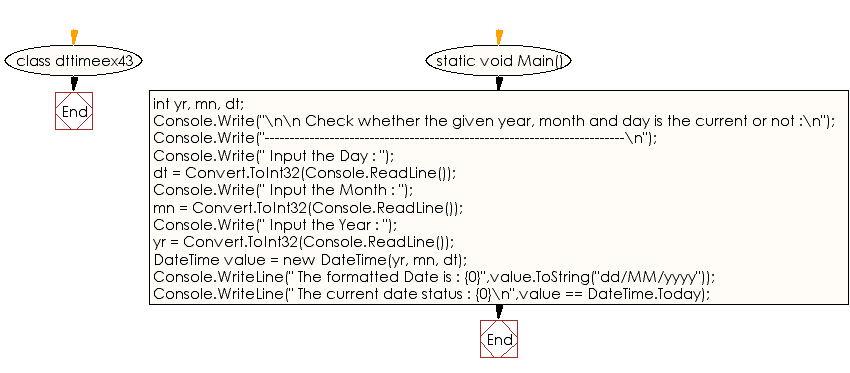 class dttimeex43
End
static void Main()
int yr, mn, dt;
Console.Write("\n\n Check whether the given year, month and day is the current or not :\n");
Console.Write("------------------------------------------------------------------------\n");
Console.Write(" Input the Day : ");
dt = Convert.ToInt32(Console.ReadLine());
Console.Write(" Input the Month : ");
mn = Convert.ToInt32(Console.ReadLine());
Console.Write(" Input the Year : ");
yr = Convert.ToInt32(Console.ReadLine());
DateTime value = new DateTime(yr, mn, dt);
Console.WriteLine(" The formatted Date is : {0}",value.ToString("dd/MM/yyyy"));
Console.WriteLine(" The current date status : {0}\n",value == DateTime.Today);
End